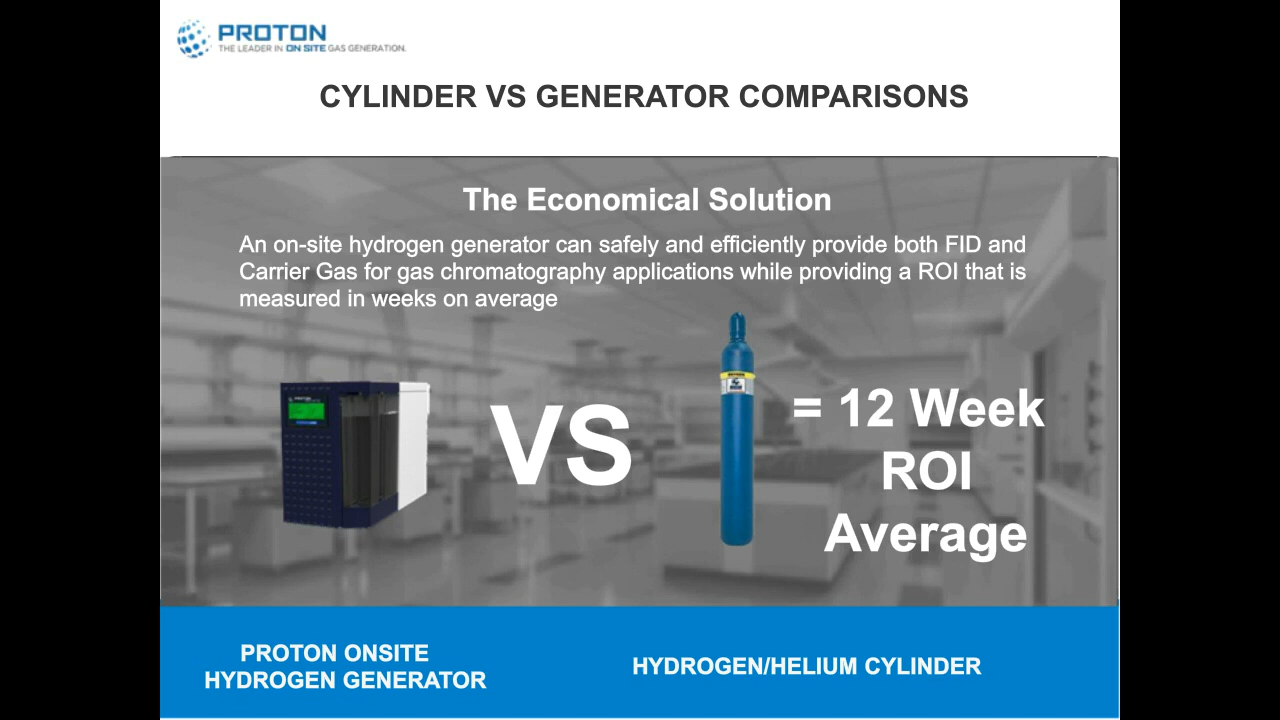 PROTON
THE LEADER IN ON SITE GAS GENERATION.
CYLINDER VS GENERATOR COMPARISONS
The Economical Solution
An on-site hydrogen generator can safely and efficiently provide both FID and
Carrier Gas for gas chromatography applications while providing a ROI that is
measured in weeks on average
PROTON
VS
= 12 Week
ROI
Average
PROTON ONSITE
HYDROGEN GENERATOR
HYDROGEN/HELIUM CYLINDER